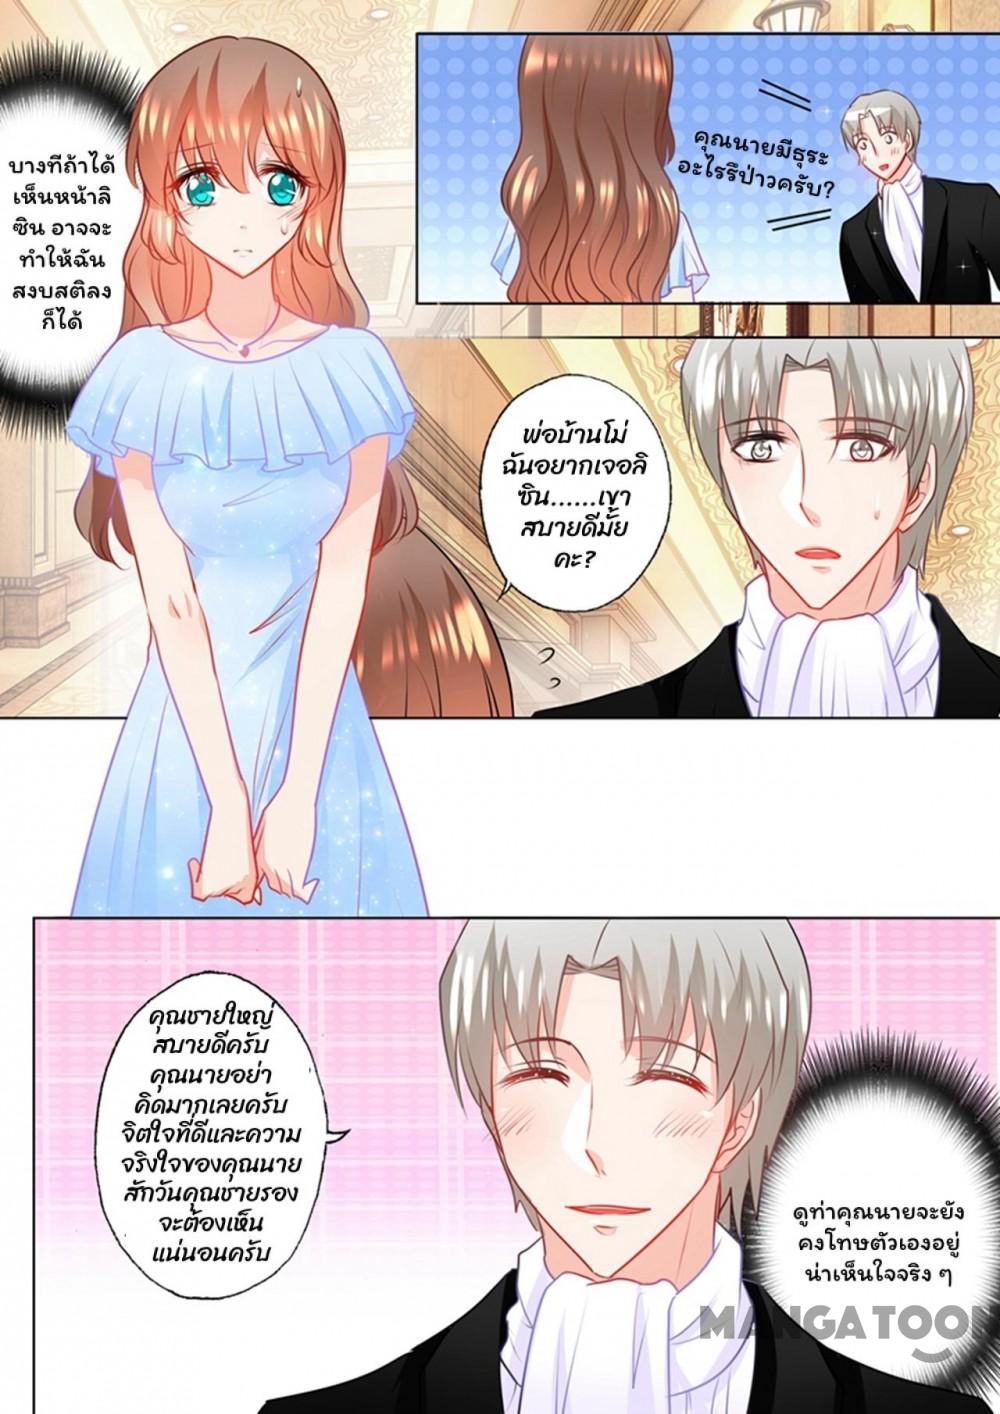 คุณนายมีธุระ
อะไรรึป่าวครับ?
บางทีถ้าได้
เห็นหน้าลิ
ซิน อาจจะ
ทำให้ฉัน
สงบสติลง
ก็ได้
พ่อบ้านโม่
ฉันอยากเจอลิ
ซิน......เขา
สบายดีมั้ย
คะ?
คุณชายใหญ่
สบายดีครับ
คุณนายอย่า
คิดมากเลยครับ
จิตใจที่ดีและความ
จริงใจของคุณนาย
สักวันคุณชายรอง
จะต้องเห็น
แน่นอนครับ
ดูท่าคุณนายจะยัง
คงโทษตัวเองอยู่
น่าเห็นใจจริง ๆ
MANGATOON